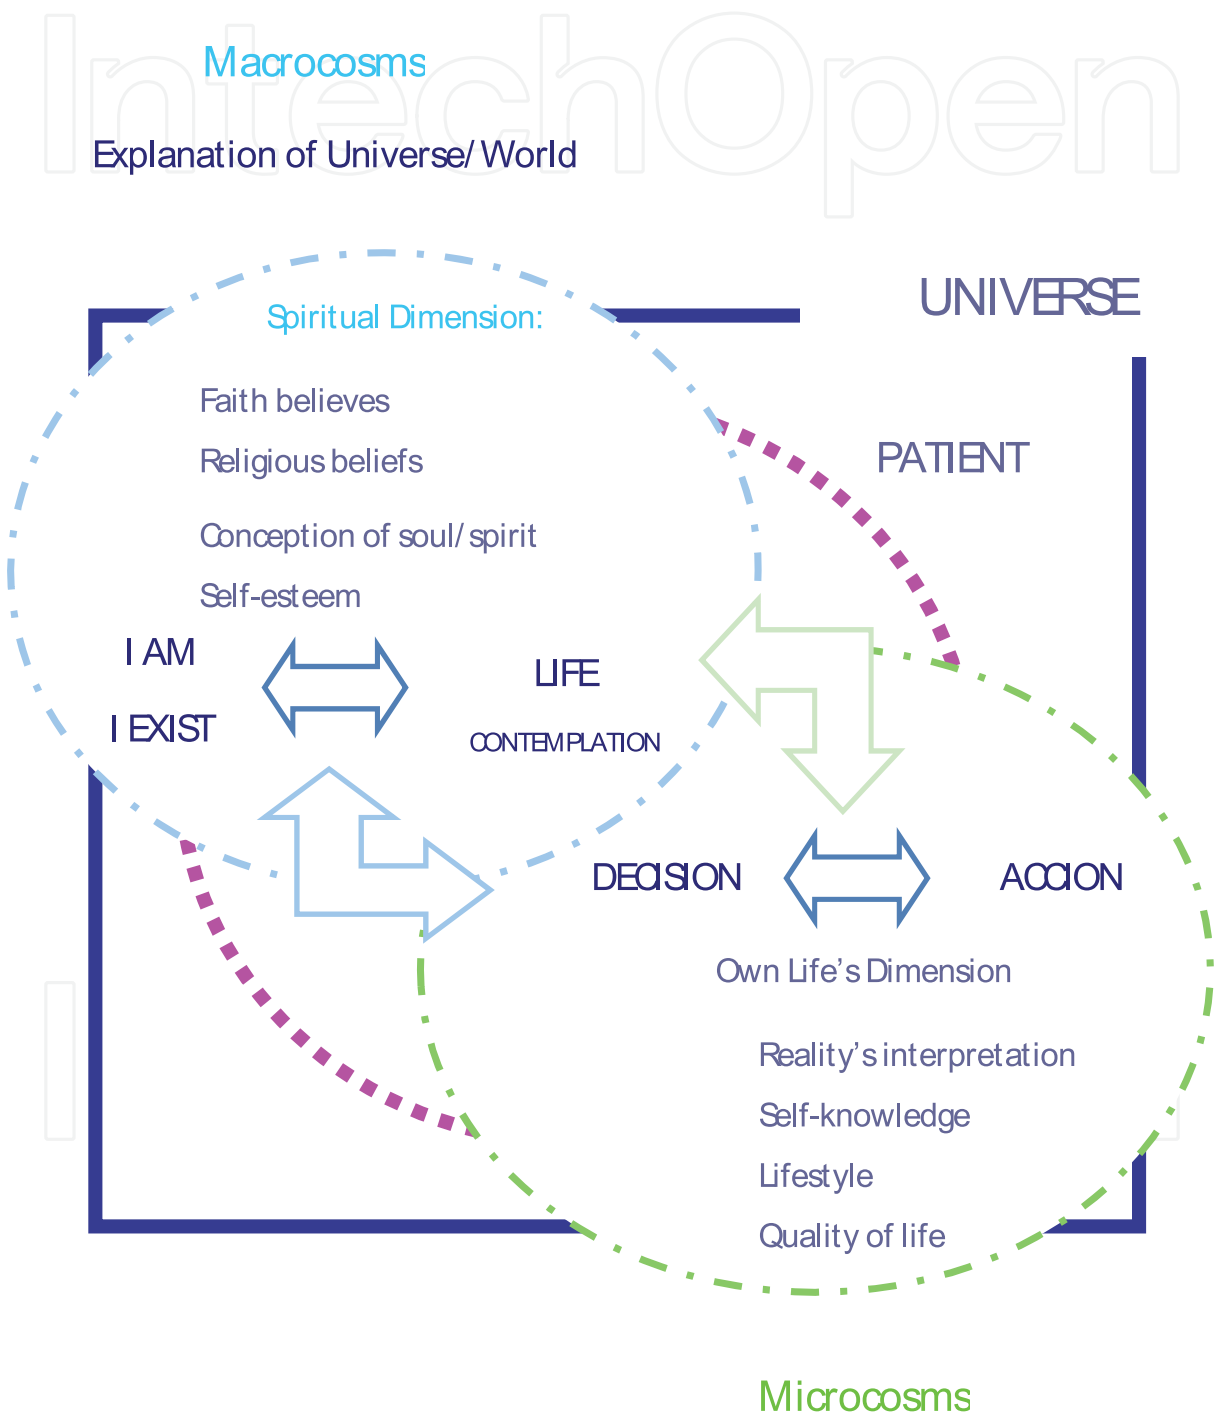 IntechOpen
Macrocosms
Explanation of Universe/World
UNIVERSE
Spiritual Dimension:
Faith believes
PATIENT
Religious beliefs
Conception of soul/spirit
Self-esteem
I AM
LIFE
I EXIST
CONTEMPLATION
DECISION
ACCION
Own Life's Dimension
Reality's interpretation
Self-knowledge
Lifestyle
Quality of life
Microcosms